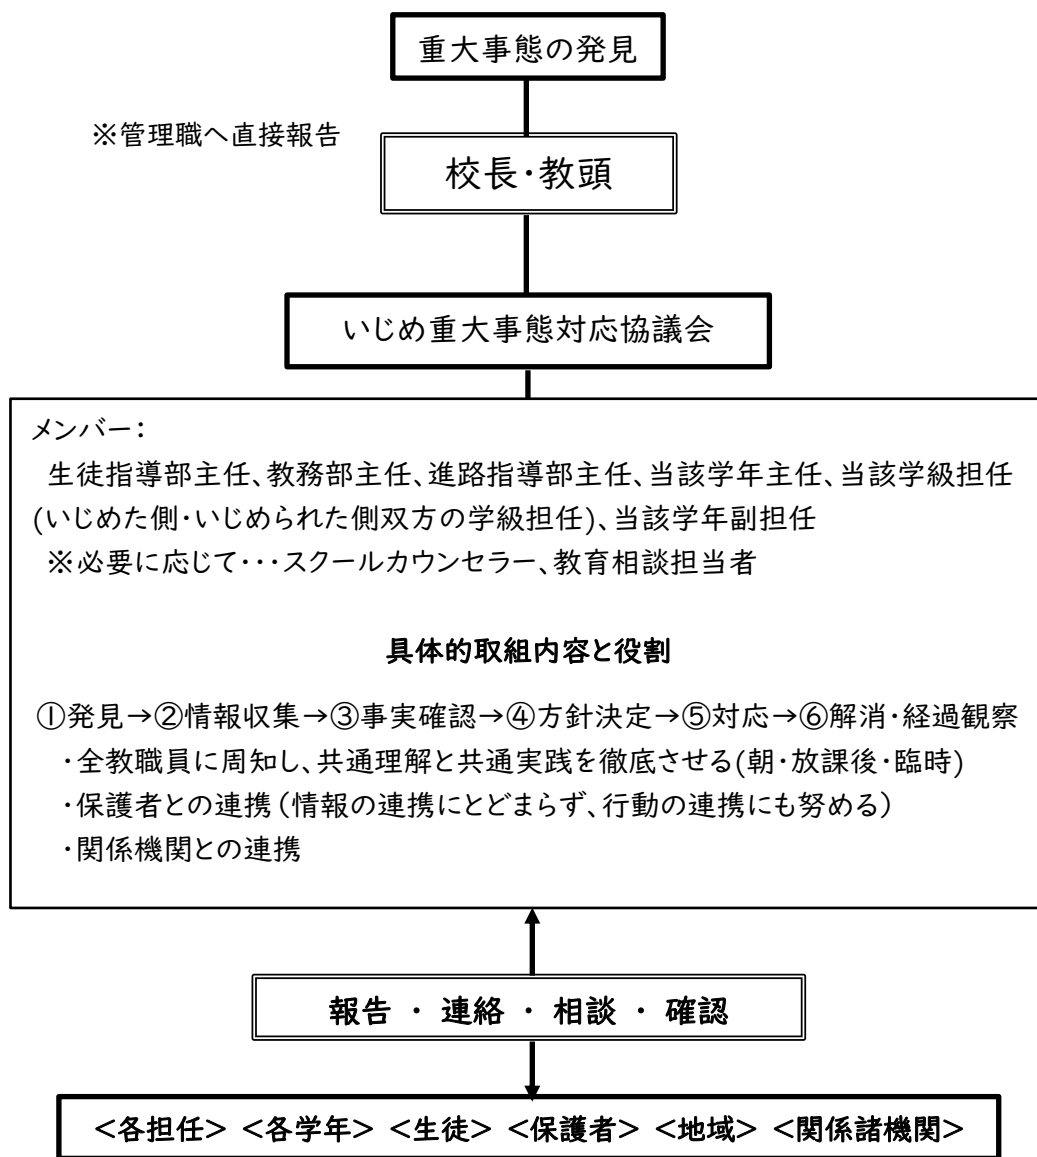 重大事態の発見
※管理職へ直接報告
校長・教頭
いじめ重大事態対応協議会
メンバー：
生徒指導部主任、教務部主任、進路指導部主任、当該学年主任、当該学級担任
(いじめた側・いじめられた側双方の学級担任)、当該学年副担任
※必要に応じて・・・スクールカウンセラー、教育相談担当者
具体的取組内容と役割
①発見→②情報収集→③事実確認→④方針決定→⑤対応→⑥解消・経過観察
・全教職員に周知し、共通理解と共通実践を徹底させる(朝・放課後・臨時)
・保護者との連携（情報の連携にとどまらず、行動の連携にも努める）
・関係機関との連携
報告 ・ 連絡 ・ 相談 ・ 確認
＜各担任＞ ＜各学年＞ ＜生徒＞ ＜保護者＞ ＜地域＞ ＜関係諸機関＞